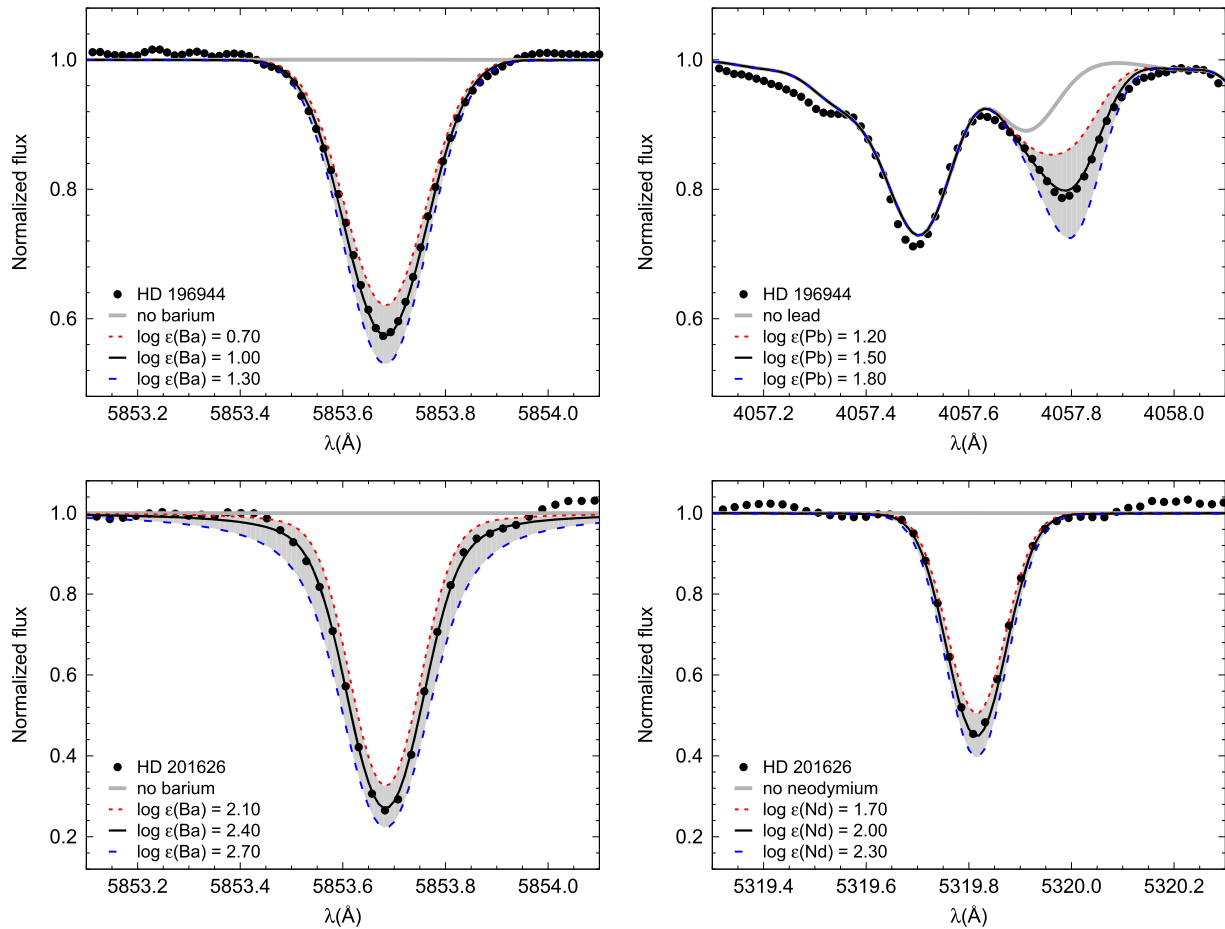 1.0
0.8
0.6
Normalized flux
HD 196944
no barium
log ε(Ba) = 0.70
log ε(Ba) = 1.00
log ε(Ba) = 1.30
5853.2 5853.4 5853.6 5853.8 5854.0
λ(Å)
1.0
0.8
0.6
Normalized flux
HD 196944
no lead
log ε(Pb) = 1.20
log ε(Pb) = 1.50
log ε(Pb) = 1.80
4057.2 4057.4 4057.6 4057.8 4058.0
λ(Å)
1.0
0.8
0.6
0.4
0.2
Normalized flux
HD 201626
no barium
log ε(Ba) = 2.10
log ε(Ba) = 2.40
log ε(Ba) = 2.70
5853.2 5853.4 5853.6 5853.8 5854.0
λ(Å)
1.0
0.8
0.6
0.4
0.2
Normalized flux
HD 201626
no neodymium
log ε(Nd) = 1.70
log ε(Nd) = 2.00
log ε(Nd) = 2.30
5319.4 5319.6 5319.8 5320.0 5320.2
λ(Å)